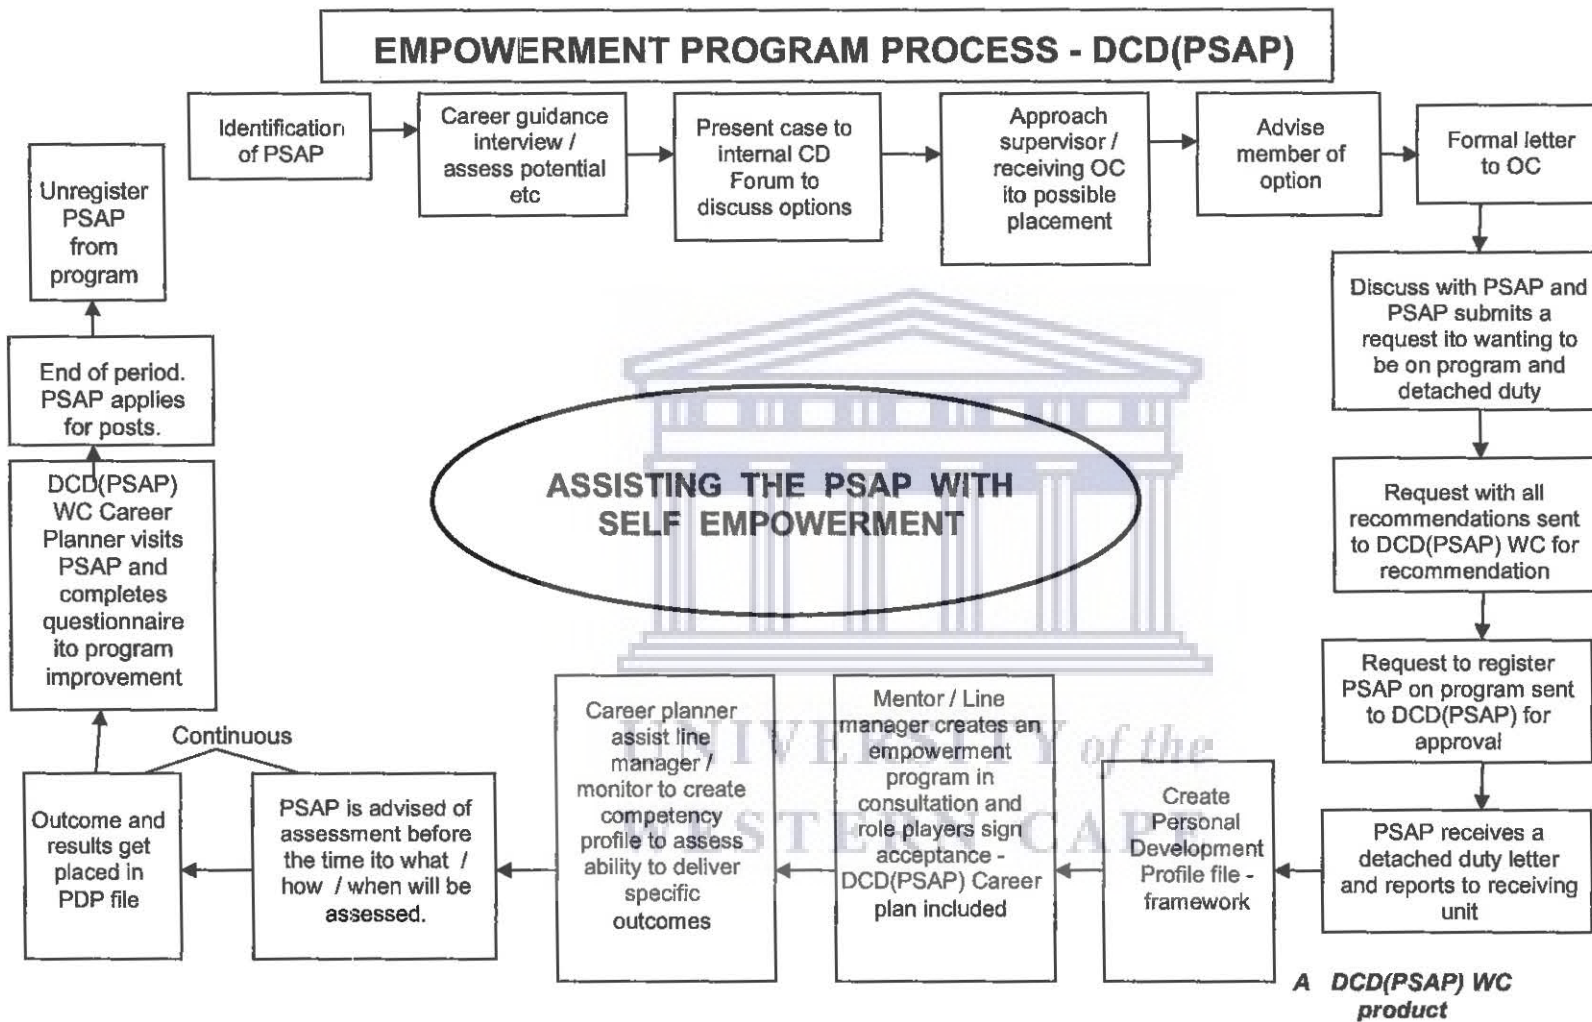 EMPOWERMENT PROGRAM PROCESS - DCD(PSAP)
Identification
of PSAP
Career guidance
interview /
assess potential
etc
Present case to
internal CD
Forum to
discuss options
Approach
supervisor /
receiving OC
ito possible
placement
Advise
member of
option
Formal letter
to OC
Discuss with PSAP and
PSAP submits a
request ito wanting to
be on program and
detached duty
Request with all
recommendations sent
to DCD(PSAP) WC for
recommendation
Request to register
PSAP on program sent
to DCD(PSAP) for
approval
PSAP receives a
detached duty letter
and reports to receiving
unit
Create
Personal
Development
Profile file -
framework
Mentor / Line
manager creates an
empowerment
program in
consultation and
role players sign
acceptance -
DCD(PSAP) Career
plan included
Career planner
assist line
manager /
monitor to create
competency
profile to assess
ability to deliver
specific
outcomes
PSAP is advised of
assessment before
the time ito what /
how / when will be
assessed.
Continuous
Outcome and
results get
placed in
PDP file
DCD(PSAP)
WC Career
Planner visits
PSAP and
completes
questionnaire
ito program
improvement
End of period.
PSAP applies
for posts.
Unregister
PSAP
from
program
ASSISTING THE PSAP WITH
SELF EMPOWERMENT
UNIVERSITY of the
WESTERN CAPE
A DCD(PSAP) WC
product